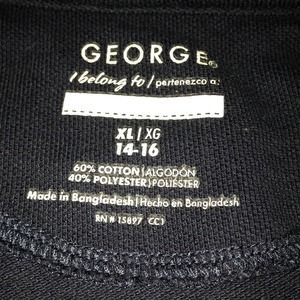 GEORGE®
I belong to / pertenezco a:
XL / XG
14-16
60% COTTON | ALGODÓN
40% POLYESTER | POLIÉSTER
Made in Bangladesh | Hecho en Bangladesh
RN # 15897 CC1